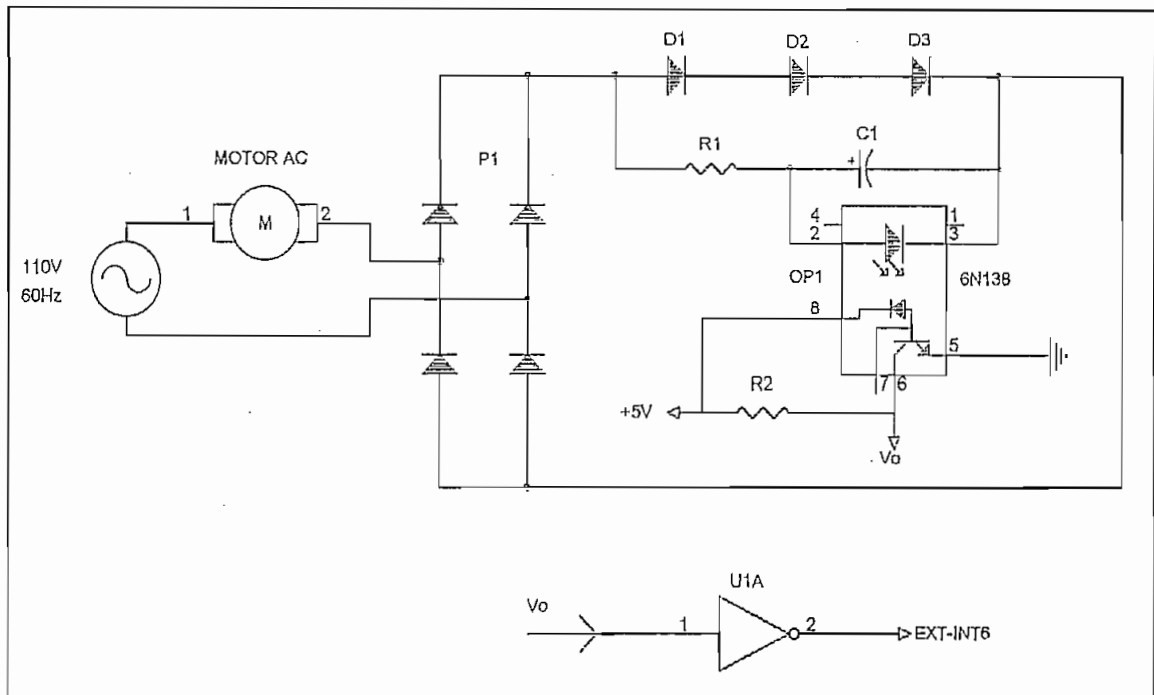 D1 D2 D3
R1 C1
+
MOTOR AC
P1
1 M 2
4 1
2 3
110V
60Hz
OP1 6N138
8
5
7 6
R2
+5V
Vo
U1A
Vo
1 2 EXT-INT6